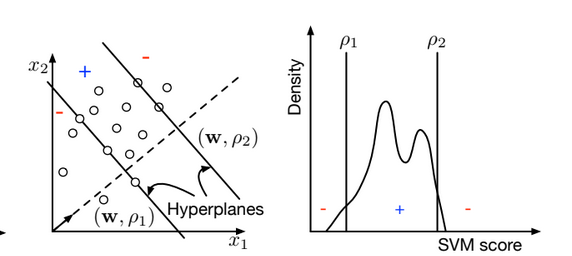 x₂
+
-
-
(w, ρ₂)
(w, ρ₁)
Hyperplanes
x₁
Density
ρ₁
ρ₂
-
+
-
SVM score